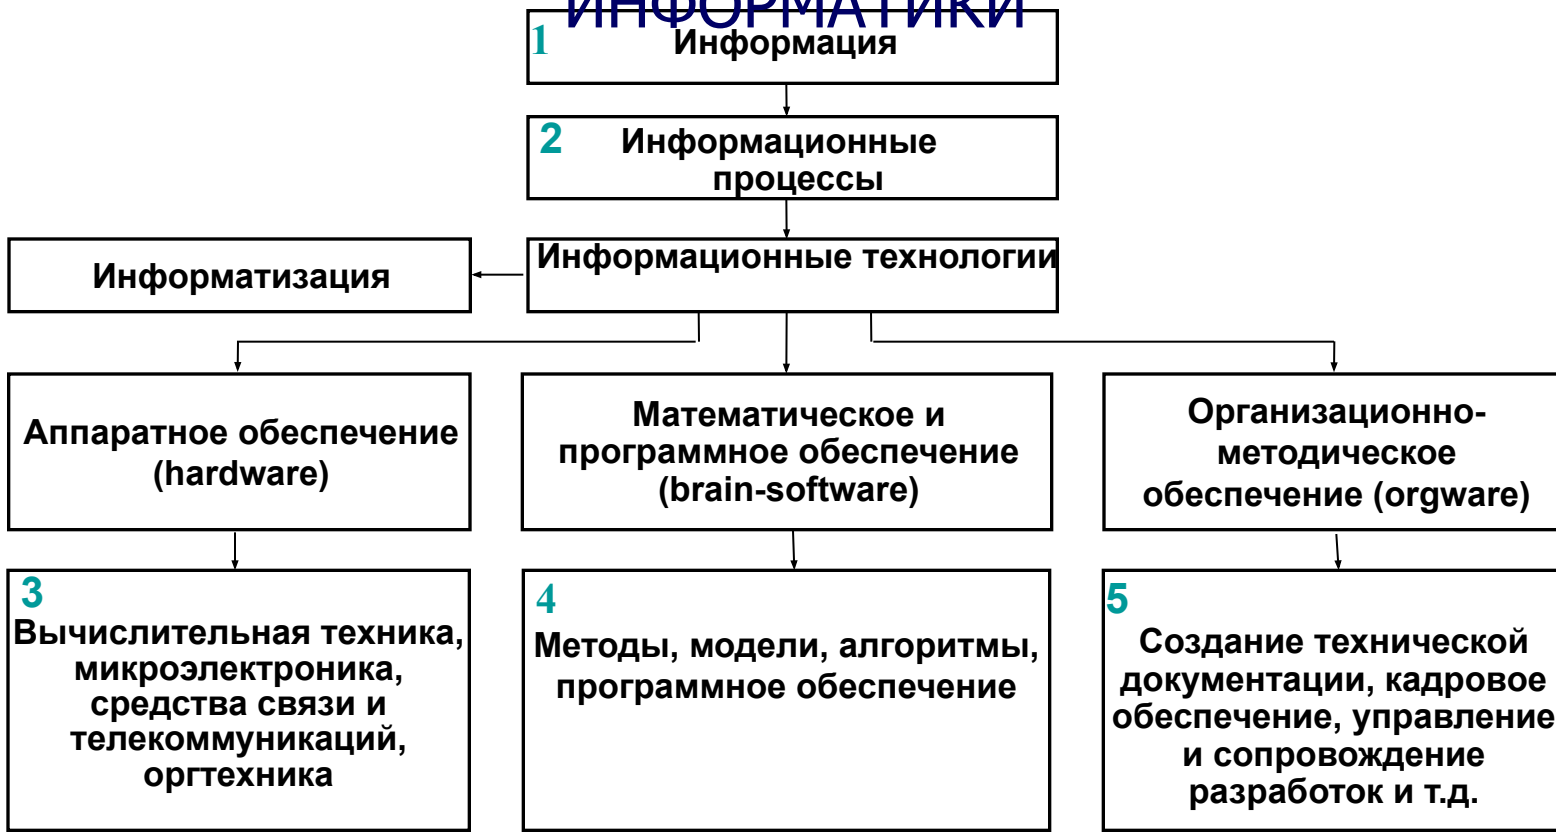 ИНФОРМАТИКИ
1 Информация
2 Информационные
процессы
Информационные технологии
Информатизация
Аппаратное обеспечение
(hardware)
Математическое и
программное обеспечение
(brain-software)
Организационно-
методическое
обеспечение (orgware)
3
Вычислительная техника,
микроэлектроника,
средства связи и
телекоммуникаций,
оргтехника
4
Методы, модели, алгоритмы,
программное обеспечение
5
Создание технической
документации, кадровое
обеспечение, управление
и сопровождение
разработок и т.д.